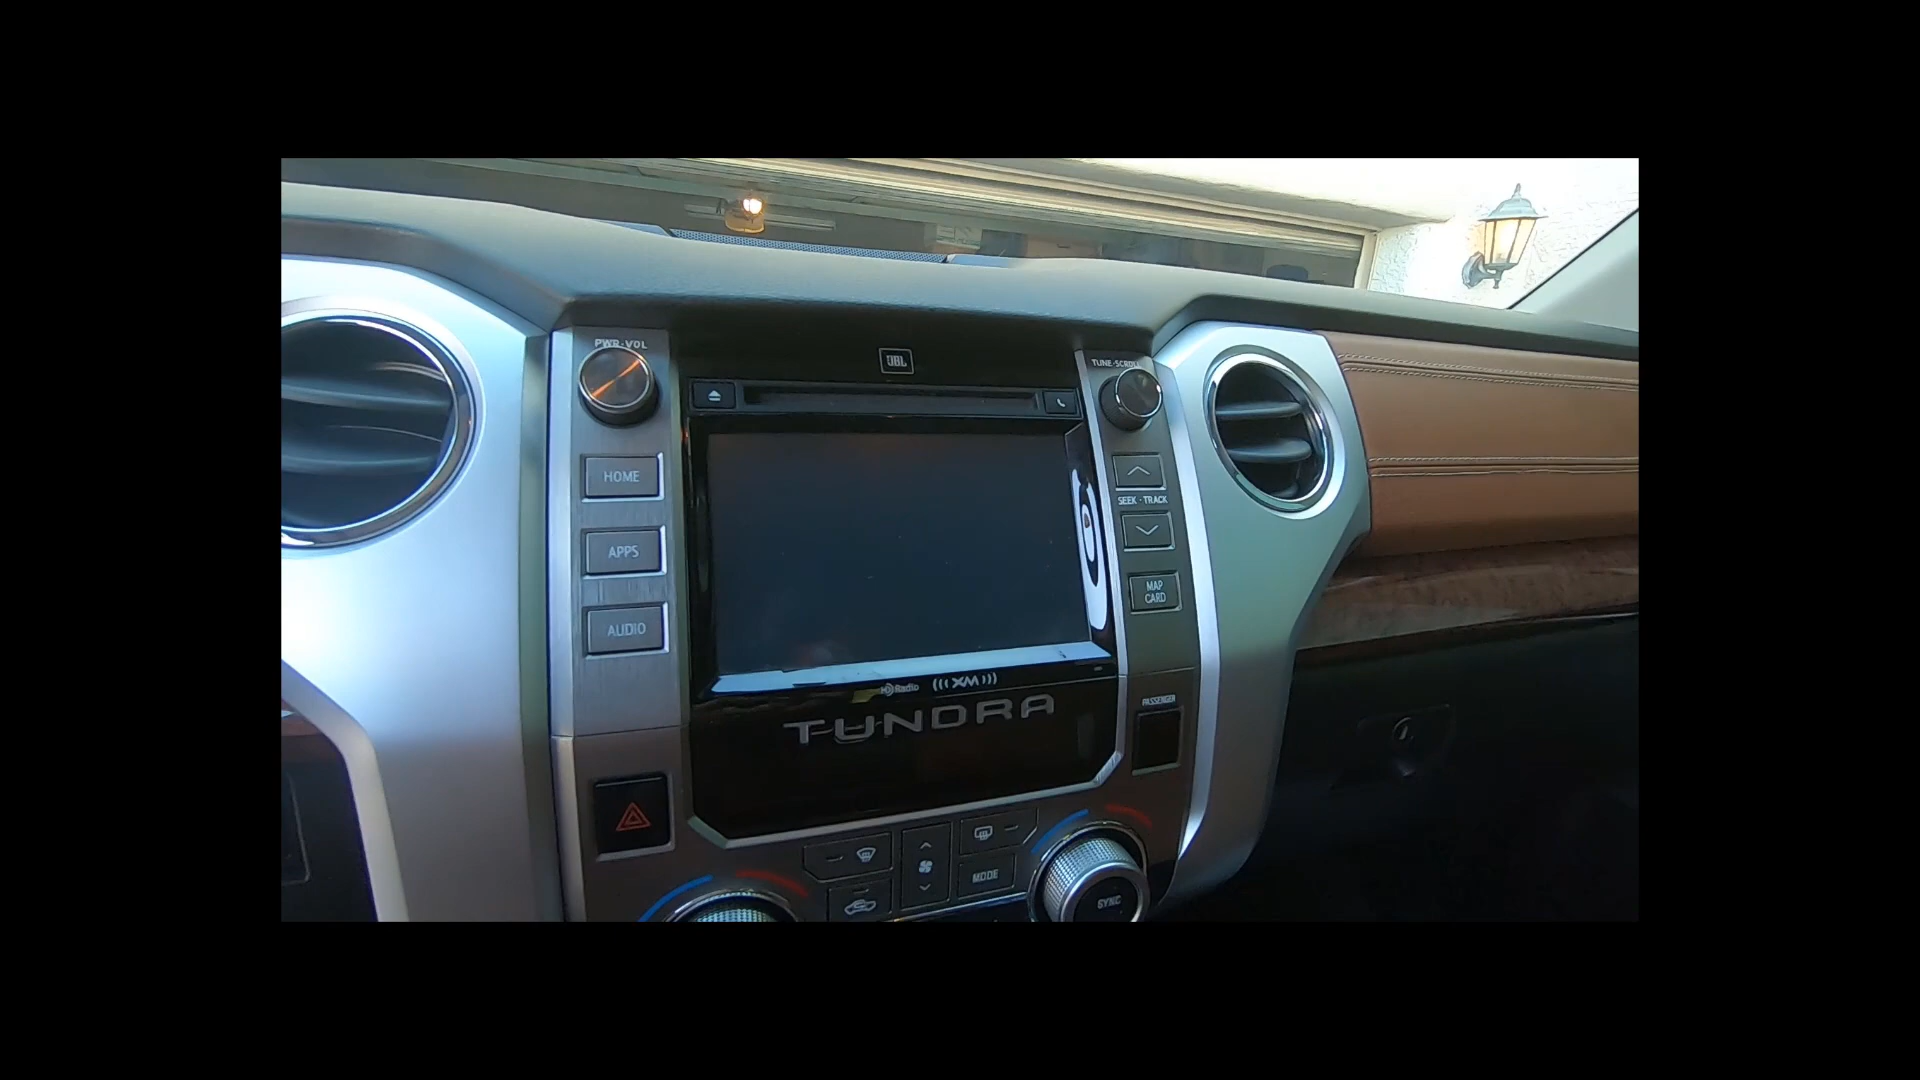 PWR·VOL
JBL
TUNE·SCROLL
HOME
SEEK · TRACK
APPS
MAP
CARD
AUDIO
HD Radio
((( XM )))
TUNDRA
PASSENGER
MODE
SYNC